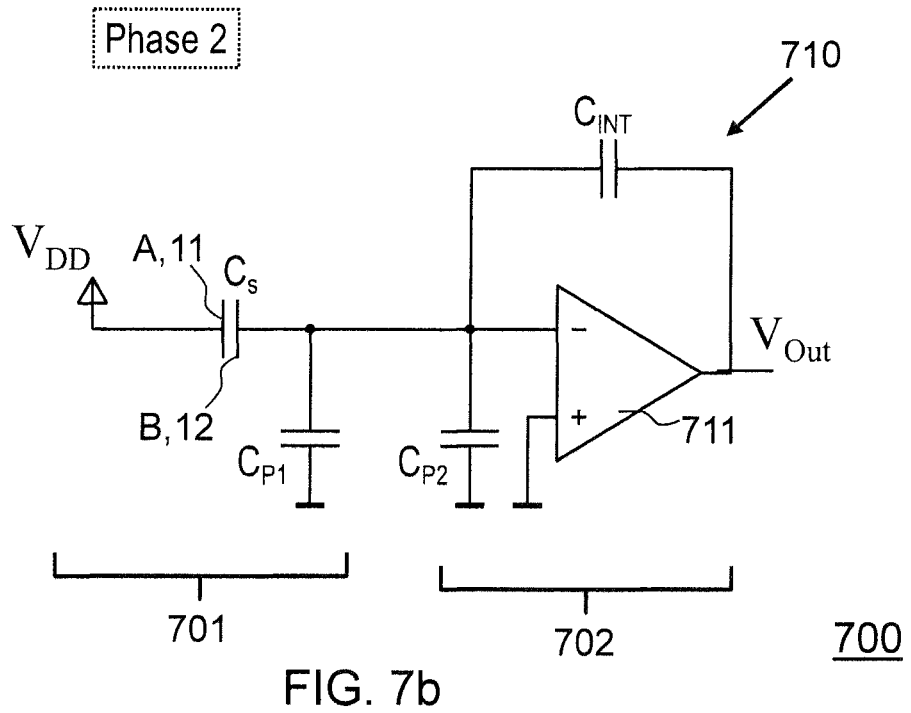 Phase 2
710
C_INT
V_DD
A, 11
C_s
V_Out
−
+
711
B, 12
C_P1
C_P2
701
702
700
FIG. 7b